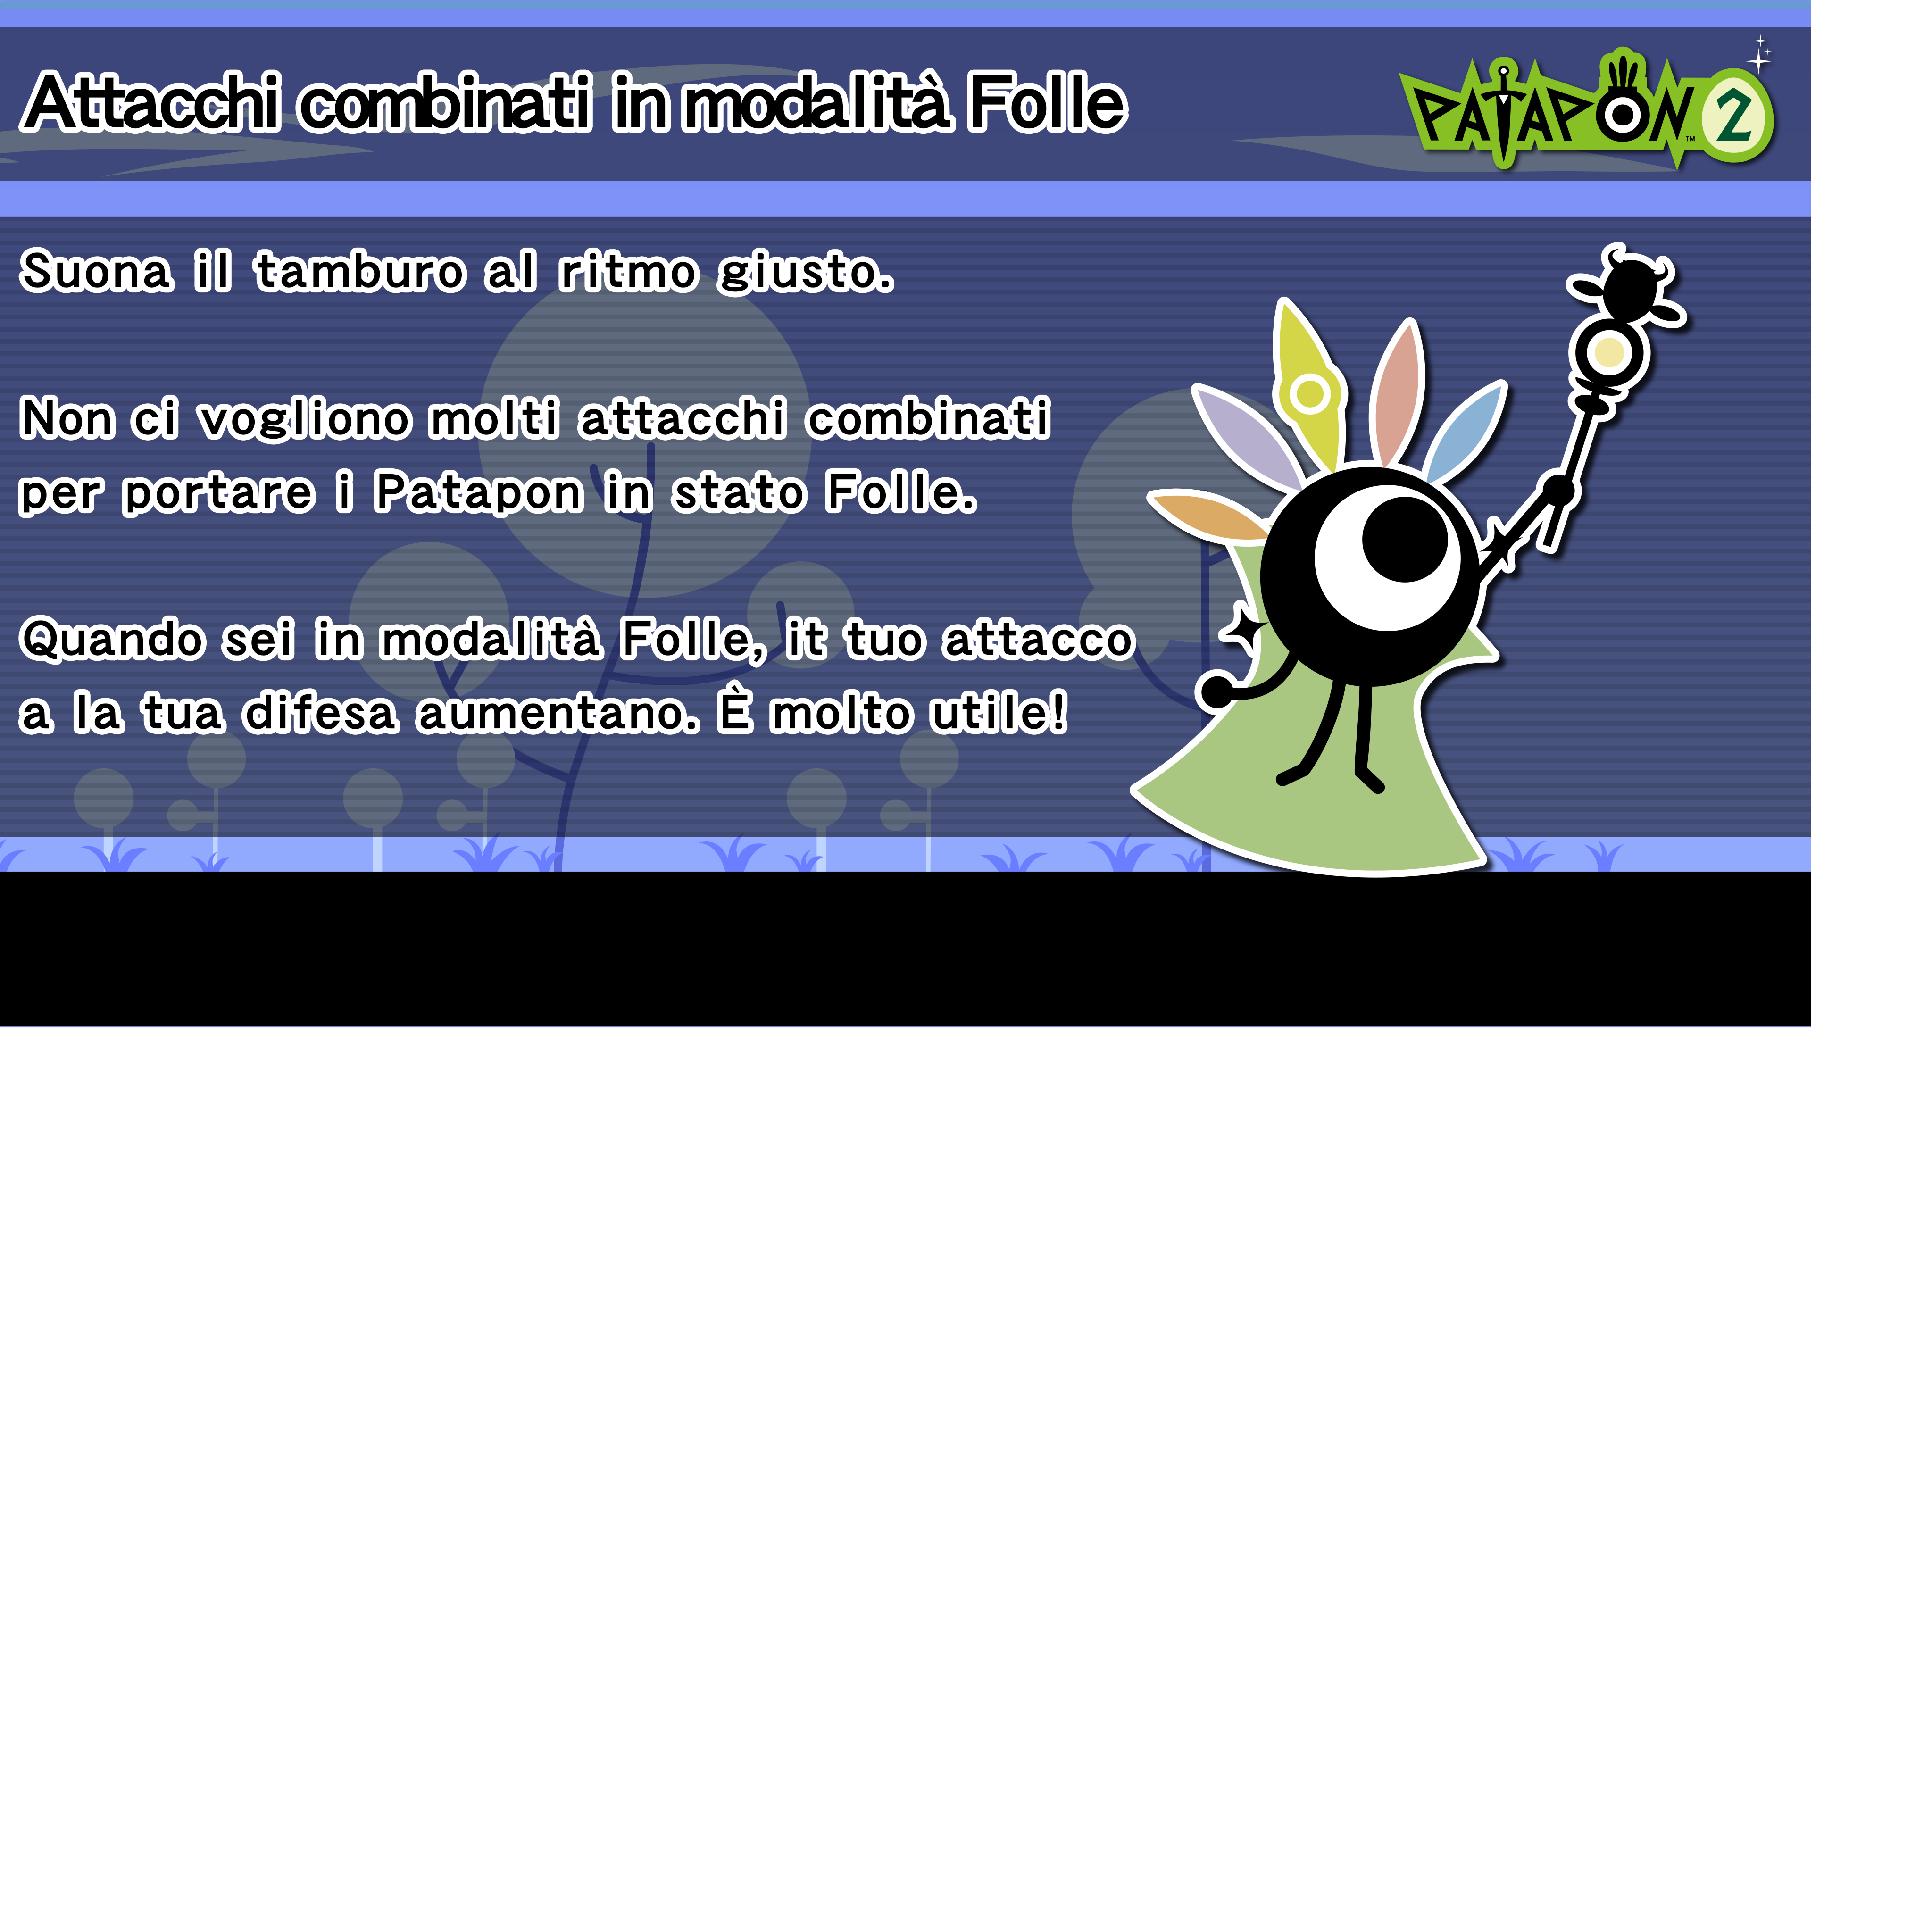 Attacchi combinati in modalità Folle
PATAPON™ 2
Suona il tamburo al ritmo giusto.
Non ci vogliono molti attacchi combinati
per portare i Patapon in stato Folle.
Quando sei in modalità Folle, it tuo attacco
a la tua difesa aumentano. È molto utile!